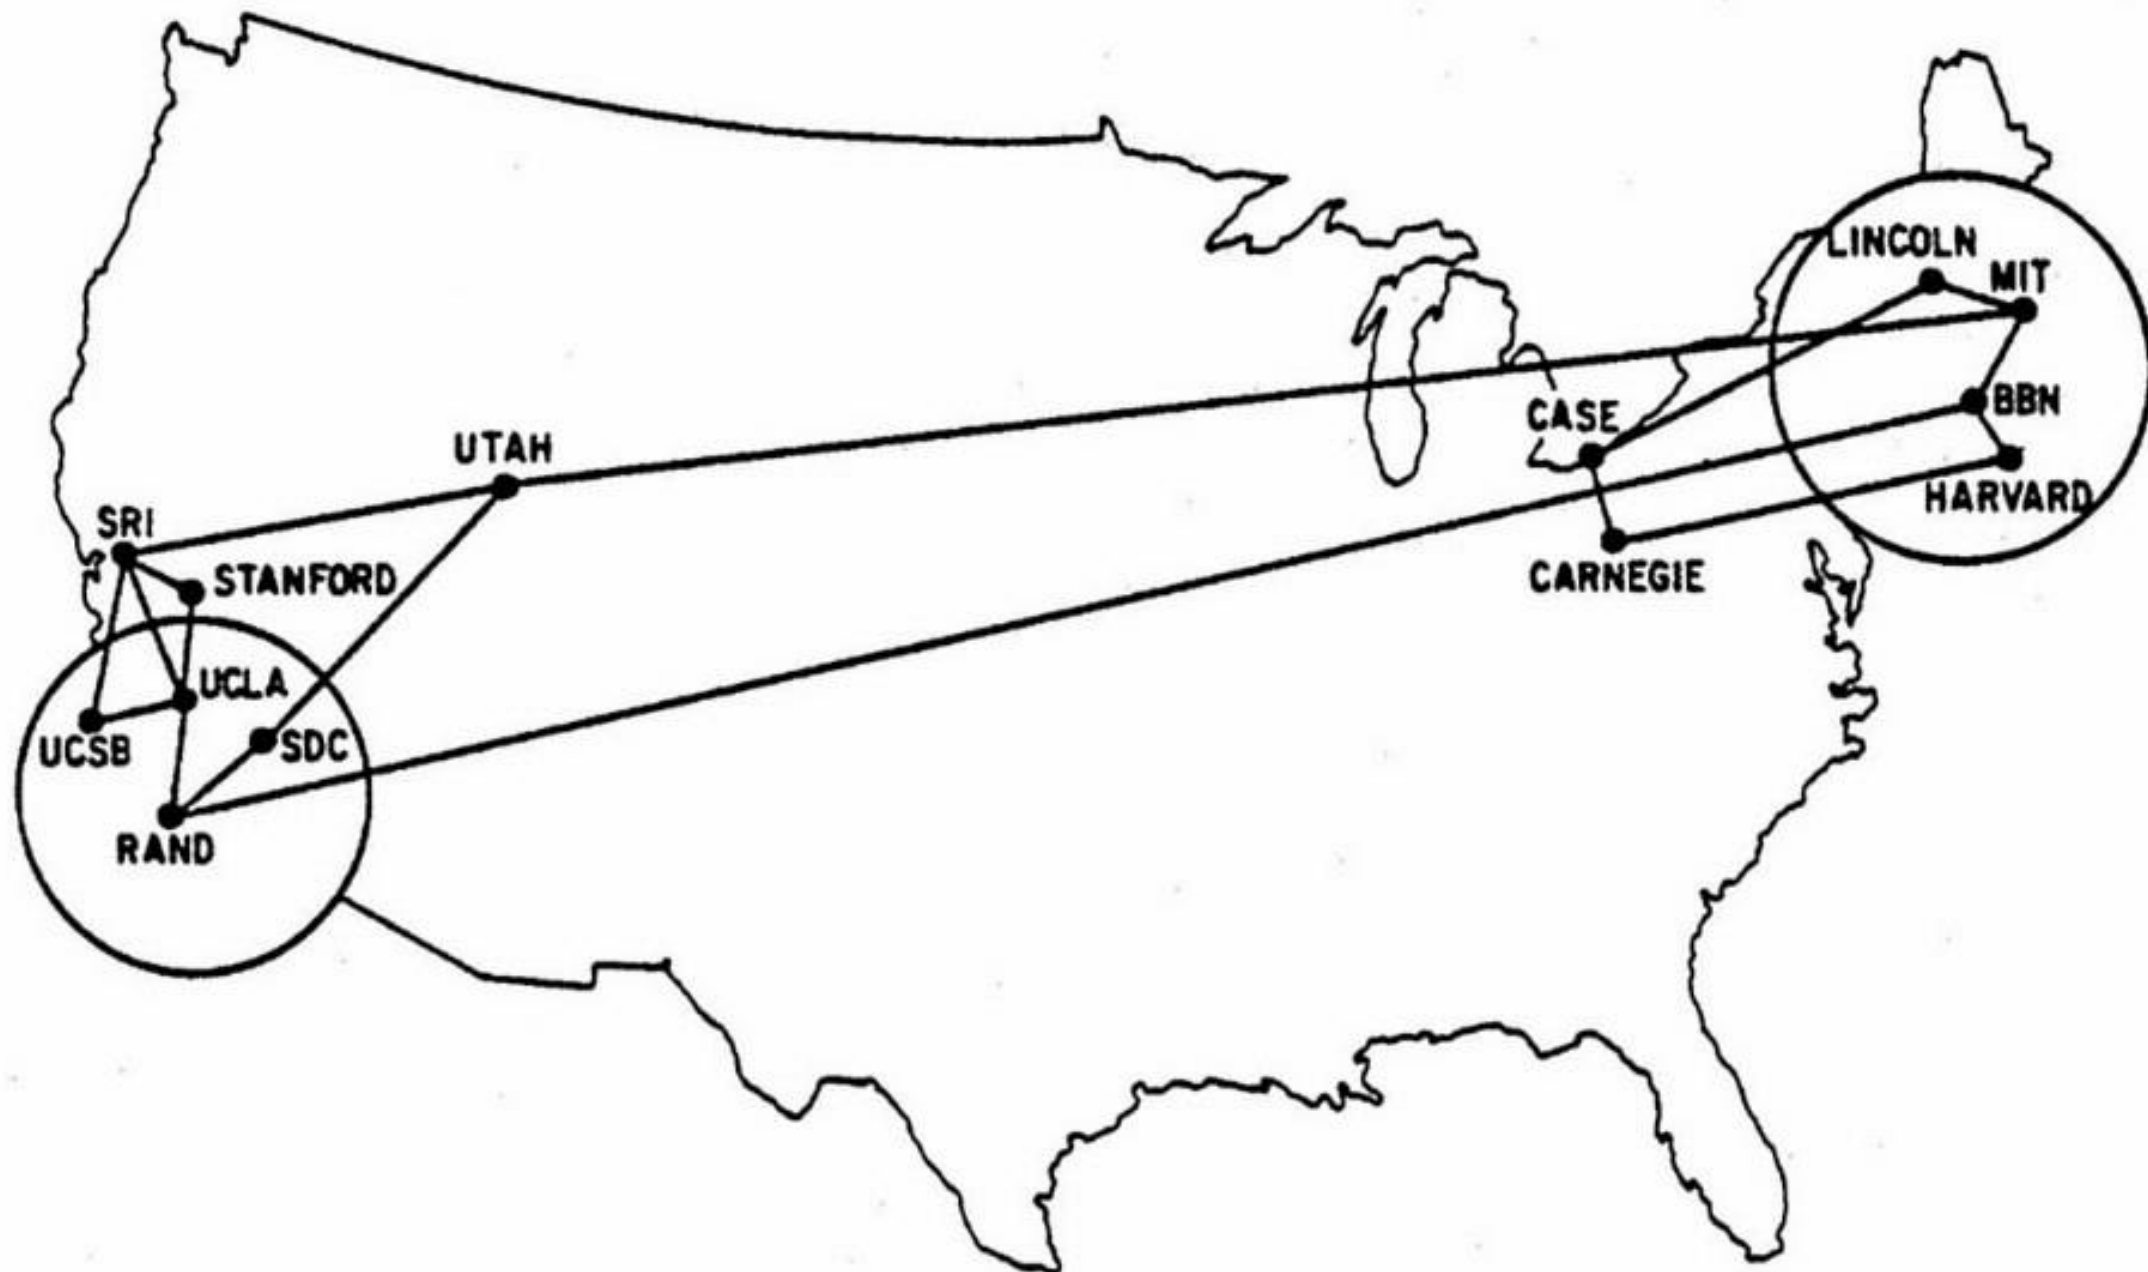 LINCOLN
MIT
BBN
CASE
UTAH
HARVARD
SRI
STANFORD
CARNEGIE
UCLA
UCSB
SDC
RAND